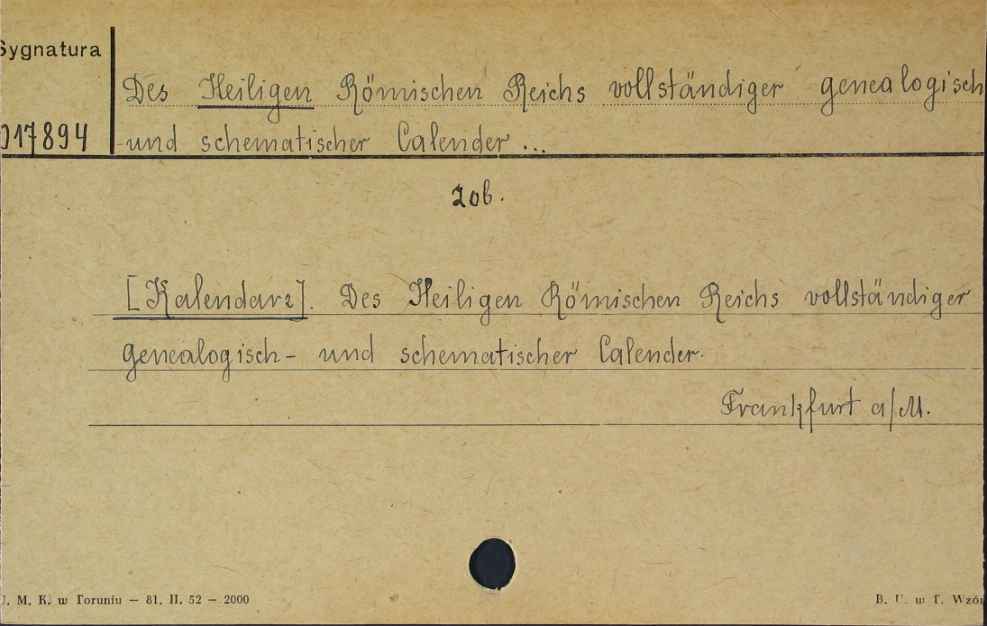 Sygnatura
Des Heiligen Römischen Reichs vollständiger genealogisch
017894 -und schematischer Calender ...
zob.
[Kalendarz]. Des Heiligen Römischen Reichs vollständiger
genealogisch- und schematischer Calender.
Frankfurt a/M.
U. M. K. w Toruniu — 81. II. 52 — 2000
B. U. w T. Wzór